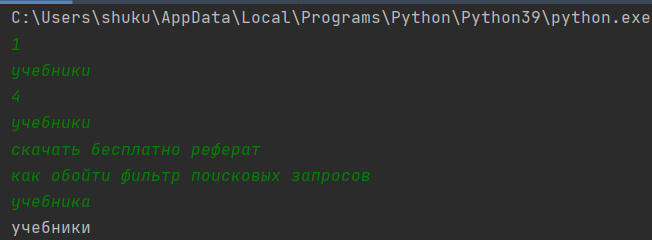 C:\Users\shuku\AppData\Local\Programs\Python\Python39\python.exe
1
учебники
4
учебники
скачать бесплатно реферат
как обойти фильтр поисковых запросов
учебника
учебники